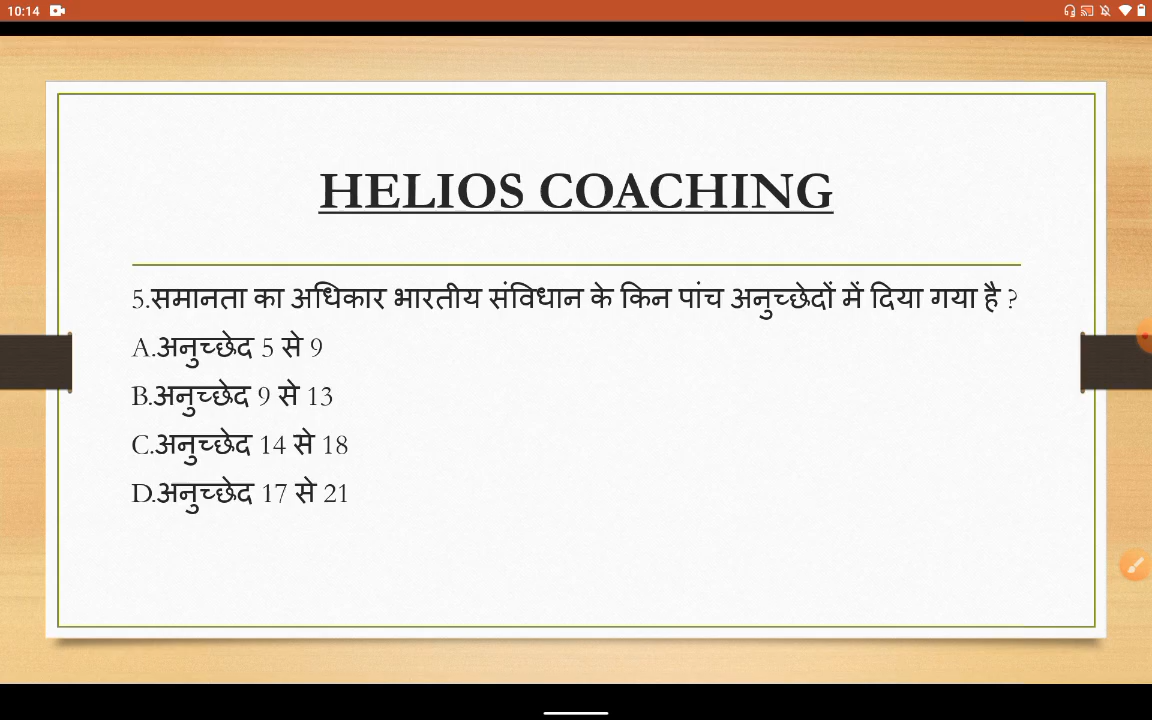 10:14
HELIOS COACHING
5.समानता का अधिकार भारतीय संविधान के किन पांच अनुच्छेदों में दिया गया है ?
A.अनुच्छेद 5 से 9
B.अनुच्छेद 9 से 13
C.अनुच्छेद 14 से 18
D.अनुच्छेद 17 से 21